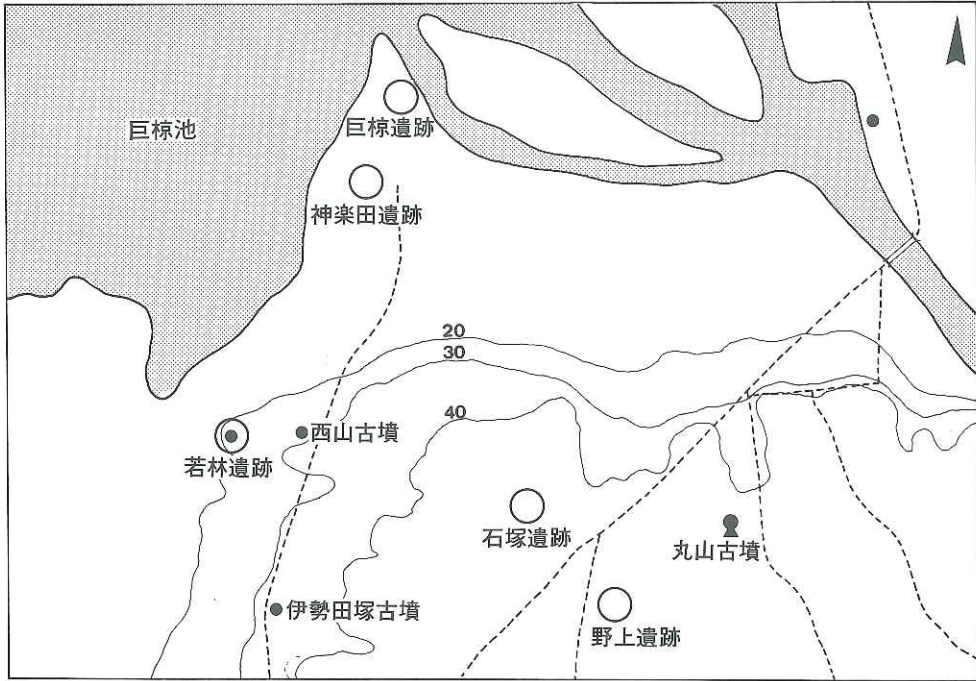 巨椋池
巨椋遺跡
神楽田遺跡
20
30
40
西山古墳
若林遺跡
石塚遺跡
丸山古墳
伊勢田塚古墳
野上遺跡